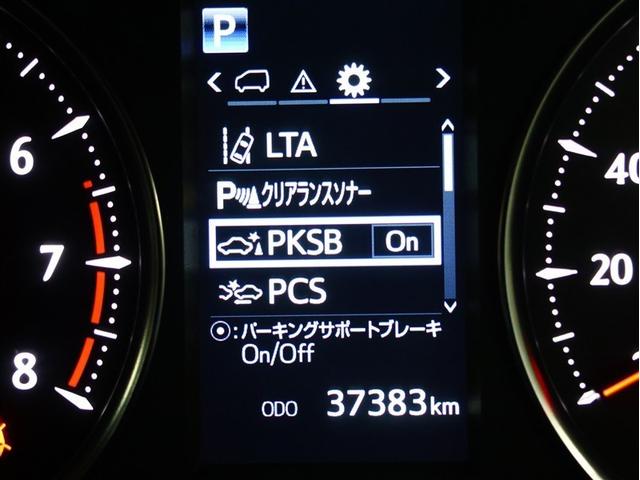 P
LTA
P クリアランスソナー
PKSB On
PCS
⦿:パーキングサポートブレーキ
On/Off
ODO 37383km
6
7
8
40
20